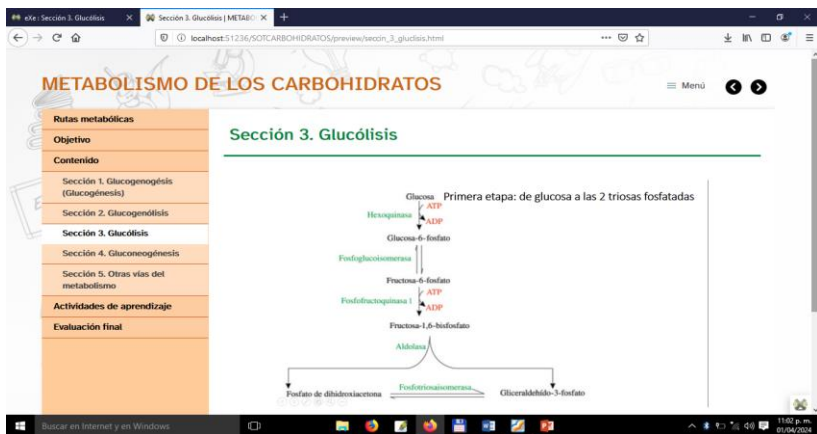 eXe : Sección 3. Glucólisis
Sección 3. Glucólisis | METABO
localhost:51236/SOTCARBOHIDRATOS/preview/seccin_3_gluclisis.html
METABOLISMO DE LOS CARBOHIDRATOS
Menú
Rutas metabólicas
Objetivo
Contenido
Sección 1. Glucogenogésis
(Glucogénesis)
Sección 2. Glucogenólisis
Sección 3. Glucólisis
Sección 4. Gluconeogénesis
Sección 5. Otras vías del
metabolismo
Actividades de aprendizaje
Evaluación final
Sección 3. Glucólisis
Glucosa Primera etapa: de glucosa a las 2 triosas fosfatadas
ATP
Hexoquinasa
ADP
Glucosa-6-fosfato
Fosfoglucoisomerasa
Fructosa-6-fosfato
ATP
Fosfofructoquinasa 1
ADP
Fructosa-1,6-bisfosfato
Aldolasa
Fosfato de dihidroxiacetona
Fosfotriosaisomerasa
Gliceraldehído-3-fosfato
Buscar en Internet y en Windows
11:02 p. m.
01/04/2024